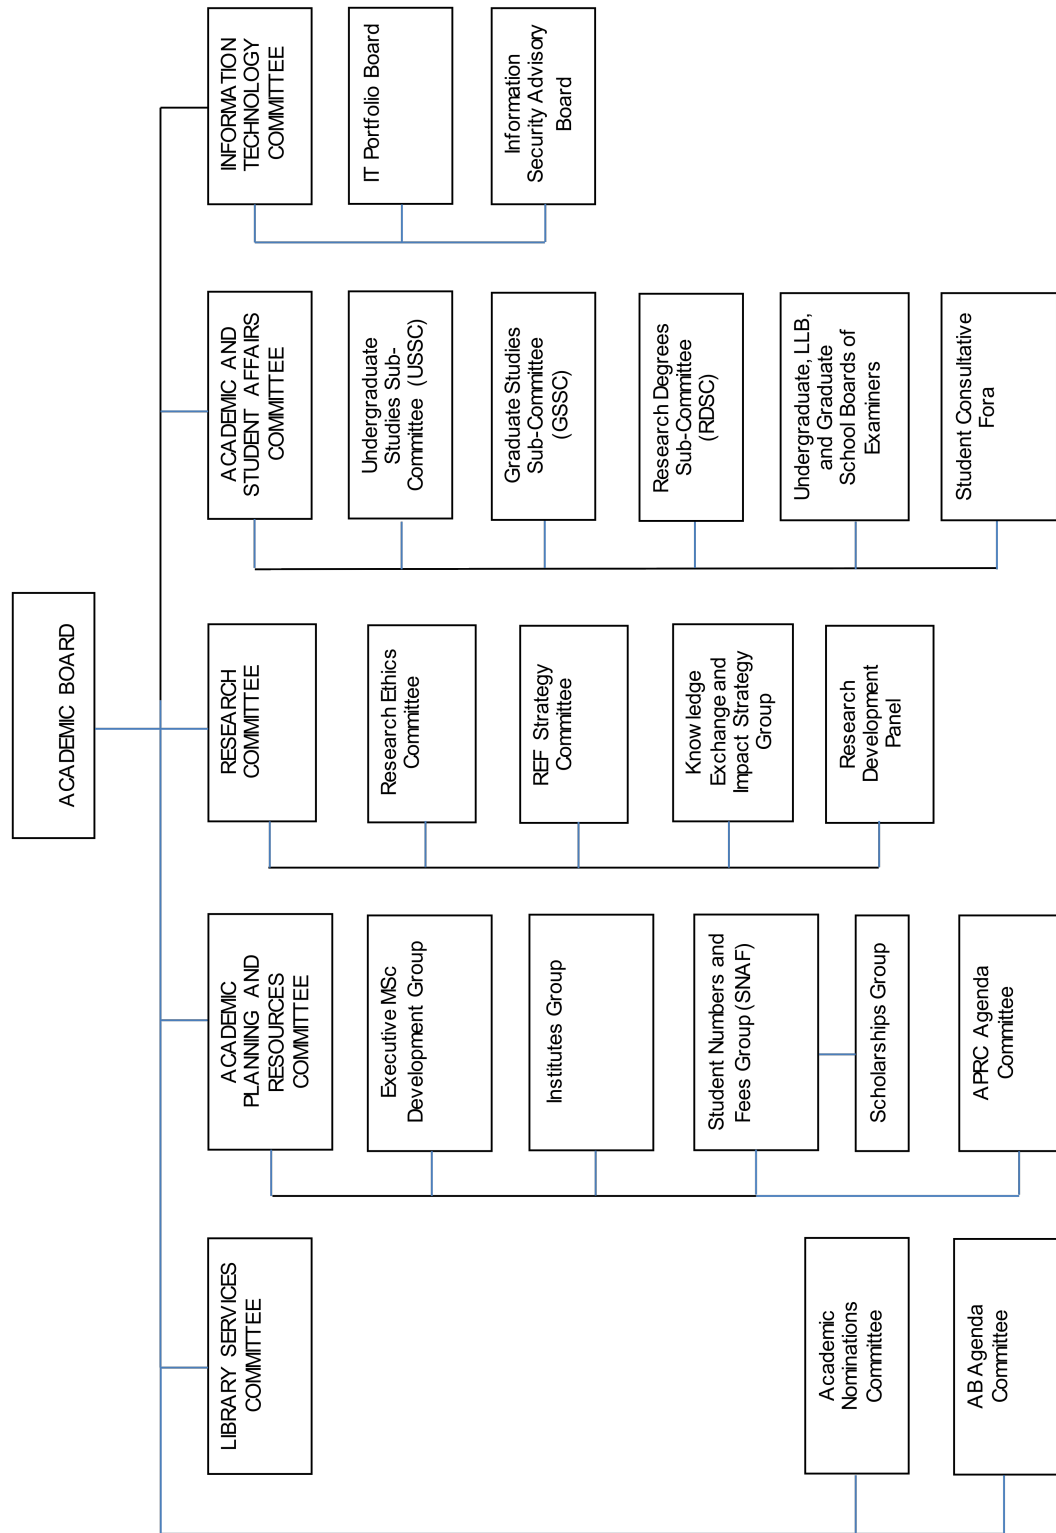 ACADEMIC BOARD
LIBRARY SERVICES
COMMITTEE
ACADEMIC
PLANNING AND
RESOURCES
COMMITTEE
RESEARCH
COMMITTEE
ACADEMIC AND
STUDENT AFFAIRS
COMMITTEE
INFORMATION
TECHNOLOGY
COMMITTEE
Executive MSc
Development Group
Research Ethics
Committee
Undergraduate
Studies Sub-
Committee (USSC)
IT Portfolio Board
Institutes Group
REF Strategy
Committee
Graduate Studies
Sub-Committee
(GSSC)
Information
Security Advisory
Board
Student Numbers and
Fees Group (SNAF)
Knowledge
Exchange and
Impact Strategy
Group
Research Degrees
Sub-Committee
(RDSC)
Academic
Nominations
Committee
Scholarships Group
Research
Development
Panel
Undergraduate, LLB,
and Graduate
School Boards of
Examiners
AB Agenda
Committee
APRC Agenda
Committee
Student Consultative
Fora